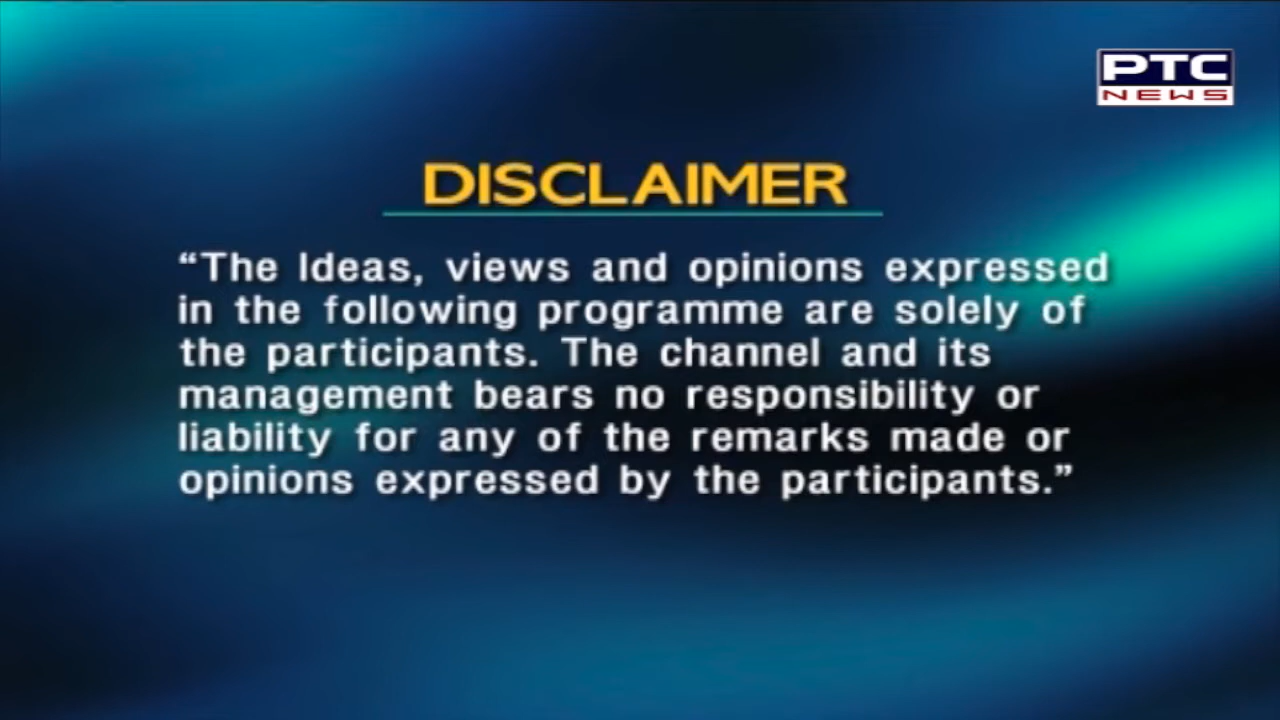 PTC
NEWS
DISCLAIMER
“The Ideas, views and opinions expressed
in the following programme are solely of
the participants. The channel and its
management bears no responsibility or
liability for any of the remarks made or
opinions expressed by the participants.”